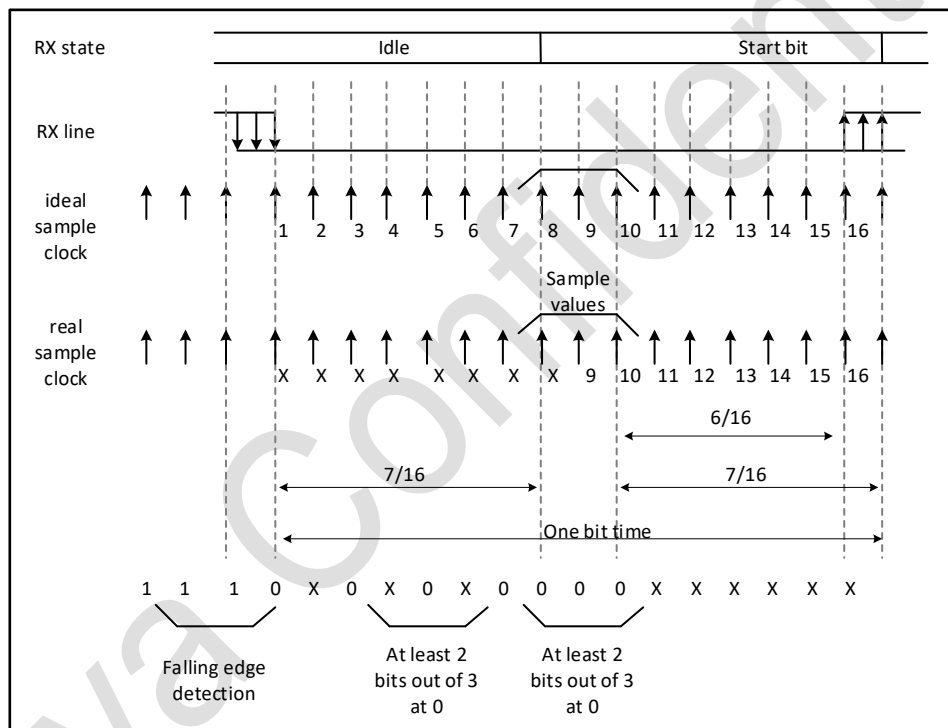 RX state
Idle
Start bit
RX line
ideal
sample
clock
1 2 3 4 5 6 7 8 9 10 11 12 13 14 15 16
Sample
values
real
sample
clock
X X X X X X X X 9 10 11 12 13 14 15 16
6/16
7/16
7/16
One bit time
1 1 1 0 X 0 X 0 X 0 0 0 0 X X X X X X
Falling edge
detection
At least 2
bits out of 3
at 0
At least 2
bits out of 3
at 0
va Confident